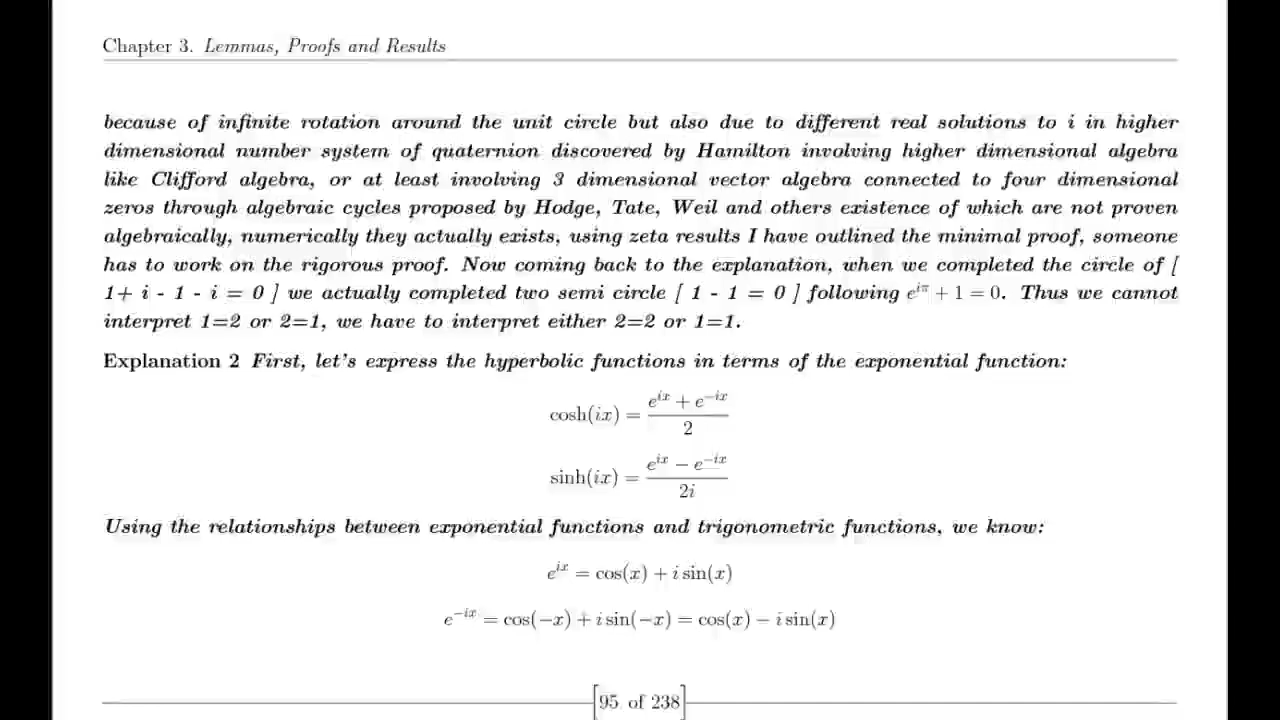 Chapter 3. Lemmas, Proofs and Results
because of infinite rotation around the unit circle but also due to different real solutions to i in higher
dimensional number system of quaternion discovered by Hamilton involving higher dimensional algebra
like Clifford algebra, or at least involving 3 dimensional vector algebra connected to four dimensional
zeros through algebraic cycles proposed by Hodge, Tate, Weil and others existence of which are not proven
algebraically, numerically they actually exists, using zeta results I have outlined the minimal proof, someone
has to work on the rigorous proof. Now coming back to the explanation, when we completed the circle of [
1+ i - 1 - i = 0 ] we actually completed two semi circle [ 1 - 1 = 0 ] following e^{iπ} + 1 = 0. Thus we cannot
interpret 1=2 or 2=1, we have to interpret either 2=2 or 1=1.
Explanation 2 First, let's express the hyperbolic functions in terms of the exponential function:
cosh(ix) = \frac{e^{ix} + e^{-ix}}{2}
sinh(ix) = \frac{e^{ix} − e^{-ix}}{2i}
Using the relationships between exponential functions and trigonometric functions, we know:
e^{ix} = cos(x) + i sin(x)
e^{-ix} = cos(−x) + i sin(−x) = cos(x) − i sin(x)
[95 of 238]